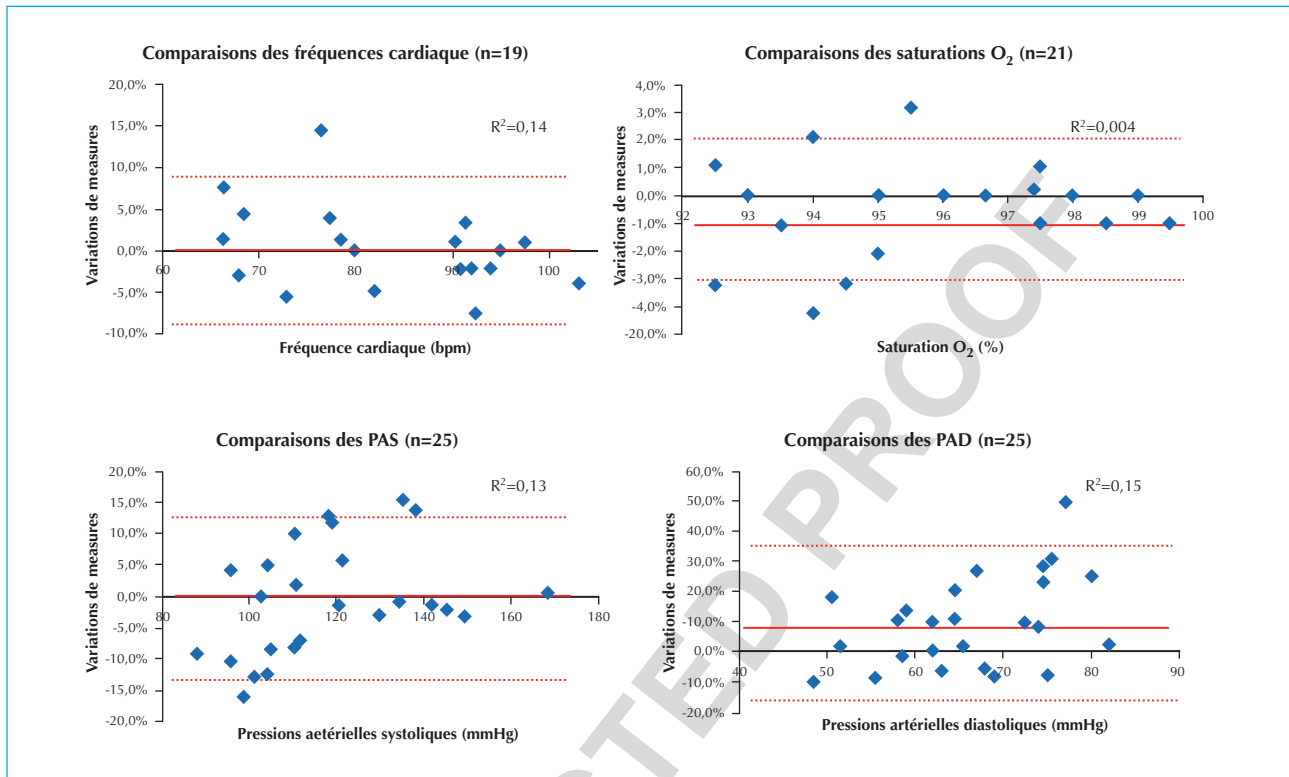 Comparaisons des fréquences cardiaque (n=19)
20,0%
15,0%
10,0%
5,0%
0,0%
-5,0%
-10,0%
Variations de measures
R²=0,14
60 70 80 90 100
Fréquence cardiaque (bpm)
Comparaisons des saturations O₂ (n=21)
4,0%
3,0%
2,0%
1,0%
0,0%
-1,0%
-2,0%
-3,0%
-4,0%
-20,0%
Variations de measures
R²=0,004
92 93 94 95 96 97 98 99 100
Saturation O₂ (%)
Comparaisons des PAS (n=25)
20,0%
15,0%
10,0%
5,0%
0,0%
-5,0%
-10,0%
-15,0%
-20,0%
Variations de measures
R²=0,13
80 100 120 140 160 180
Pressions aetérielles systoliques (mmHg)
Comparaisons des PAD (n=25)
60,0%
50,0%
40,0%
30,0%
20,0%
-10,0%
0,0%
-10,0%
-20,0%
Variations de measures
R²=0,15
40 50 60 70 80 90
Pressions artérielles diastoliques (mmHg)
STED PROOF